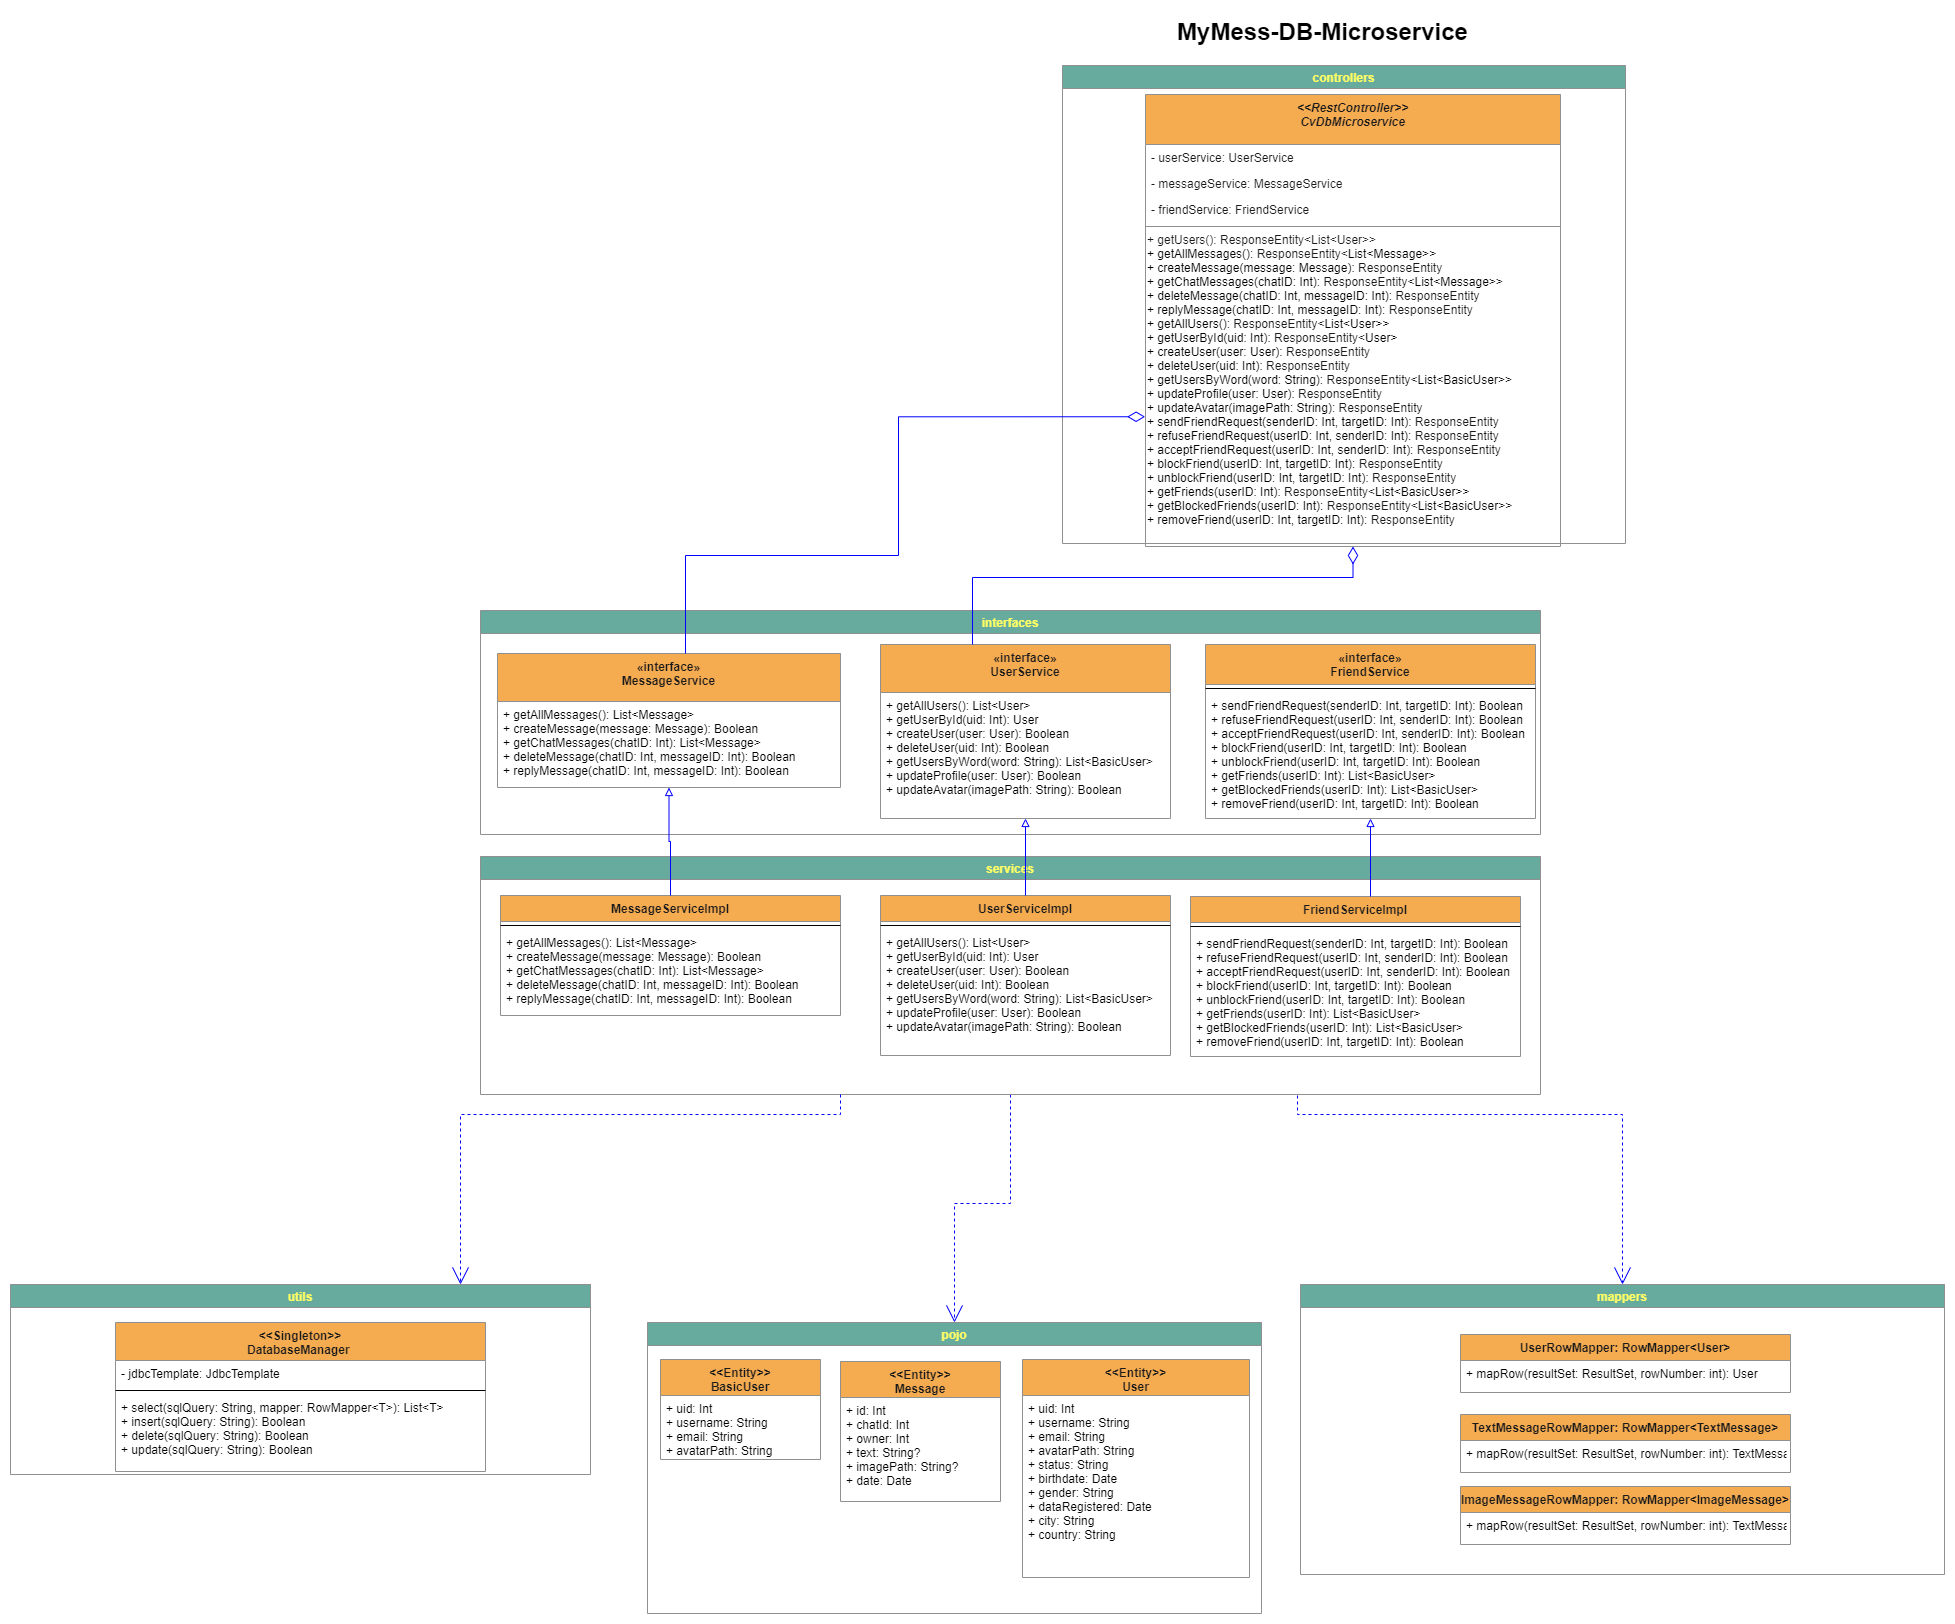 MyMess-DB-Microservice
controllers
<<RestController>>
CvDbMicroservice
- userService: UserService
- messageService: MessageService
- friendService: FriendService
+ getUsers(): ResponseEntity<List<User>>
+ getAllMessages(): ResponseEntity<List<Message>>
+ createMessage(message: Message): ResponseEntity
+ getChatMessages(chatID: Int): ResponseEntity<List<Message>>
+ deleteMessage(chatID: Int, messageID: Int): ResponseEntity
+ replyMessage(chatID: Int, messageID: Int): ResponseEntity
+ getAllUsers(): ResponseEntity<List<User>>
+ getUserById(uid: Int): ResponseEntity<User>
+ createUser(user: User): ResponseEntity
+ deleteUser(uid: Int): ResponseEntity
+ getUsersByWord(word: String): ResponseEntity<List<BasicUser>>
+ updateProfile(user: User): ResponseEntity
+ updateAvatar(imagePath: String): ResponseEntity
+ sendFriendRequest(senderID: Int, targetID: Int): ResponseEntity
+ refuseFriendRequest(userID: Int, senderID: Int): ResponseEntity
+ acceptFriendRequest(userID: Int, senderID: Int): ResponseEntity
+ blockFriend(userID: Int, targetID: Int): ResponseEntity
+ unblockFriend(userID: Int, targetID: Int): ResponseEntity
+ getFriends(userID: Int): ResponseEntity<List<BasicUser>>
+ getBlockedFriends(userID: Int): ResponseEntity<List<BasicUser>>
+ removeFriend(userID: Int, targetID: Int): ResponseEntity
interfaces
«interface»
MessageService
+ getAllMessages(): List<Message>
+ createMessage(message: Message): Boolean
+ getChatMessages(chatID: Int): List<Message>
+ deleteMessage(chatID: Int, messageID: Int): Boolean
+ replyMessage(chatID: Int, messageID: Int): Boolean
«interface»
UserService
+ getAllUsers(): List<User>
+ getUserById(uid: Int): User
+ createUser(user: User): Boolean
+ deleteUser(uid: Int): Boolean
+ getUsersByWord(word: String): List<BasicUser>
+ updateProfile(user: User): Boolean
+ updateAvatar(imagePath: String): Boolean
«interface»
FriendService
+ sendFriendRequest(senderID: Int, targetID: Int): Boolean
+ refuseFriendRequest(userID: Int, senderID: Int): Boolean
+ acceptFriendRequest(userID: Int, senderID: Int): Boolean
+ blockFriend(userID: Int, targetID: Int): Boolean
+ unblockFriend(userID: Int, targetID: Int): Boolean
+ getFriends(userID: Int): List<BasicUser>
+ getBlockedFriends(userID: Int): List<BasicUser>
+ removeFriend(userID: Int, targetID: Int): Boolean
services
MessageServiceImpl
+ getAllMessages(): List<Message>
+ createMessage(message: Message): Boolean
+ getChatMessages(chatID: Int): List<Message>
+ deleteMessage(chatID: Int, messageID: Int): Boolean
+ replyMessage(chatID: Int, messageID: Int): Boolean
UserServiceImpl
+ getAllUsers(): List<User>
+ getUserById(uid: Int): User
+ createUser(user: User): Boolean
+ deleteUser(uid: Int): Boolean
+ getUsersByWord(word: String): List<BasicUser>
+ updateProfile(user: User): Boolean
+ updateAvatar(imagePath: String): Boolean
FriendServiceImpl
+ sendFriendRequest(senderID: Int, targetID: Int): Boolean
+ refuseFriendRequest(userID: Int, senderID: Int): Boolean
+ acceptFriendRequest(userID: Int, senderID: Int): Boolean
+ blockFriend(userID: Int, targetID: Int): Boolean
+ unblockFriend(userID: Int, targetID: Int): Boolean
+ getFriends(userID: Int): List<BasicUser>
+ getBlockedFriends(userID: Int): List<BasicUser>
+ removeFriend(userID: Int, targetID: Int): Boolean
utils
<<Singleton>>
DatabaseManager
- jdbcTemplate: JdbcTemplate
+ select(sqlQuery: String, mapper: RowMapper<T>): List<T>
+ insert(sqlQuery: String): Boolean
+ delete(sqlQuery: String): Boolean
+ update(sqlQuery: String): Boolean
pojo
<<Entity>>
BasicUser
+ uid: Int
+ username: String
+ email: String
+ avatarPath: String
<<Entity>>
Message
+ id: Int
+ chatId: Int
+ owner: Int
+ text: String?
+ imagePath: String?
+ date: Date
<<Entity>>
User
+ uid: Int
+ username: String
+ email: String
+ avatarPath: String
+ status: String
+ birthdate: Date
+ gender: String
+ dataRegistered: Date
+ city: String
+ country: String
mappers
UserRowMapper: RowMapper<User>
+ mapRow(resultSet: ResultSet, rowNumber: int): User
TextMessageRowMapper: RowMapper<TextMessage>
+ mapRow(resultSet: ResultSet, rowNumber: int): TextMessa
ImageMessageRowMapper: RowMapper<ImageMessage>
+ mapRow(resultSet: ResultSet, rowNumber: int): TextMessa